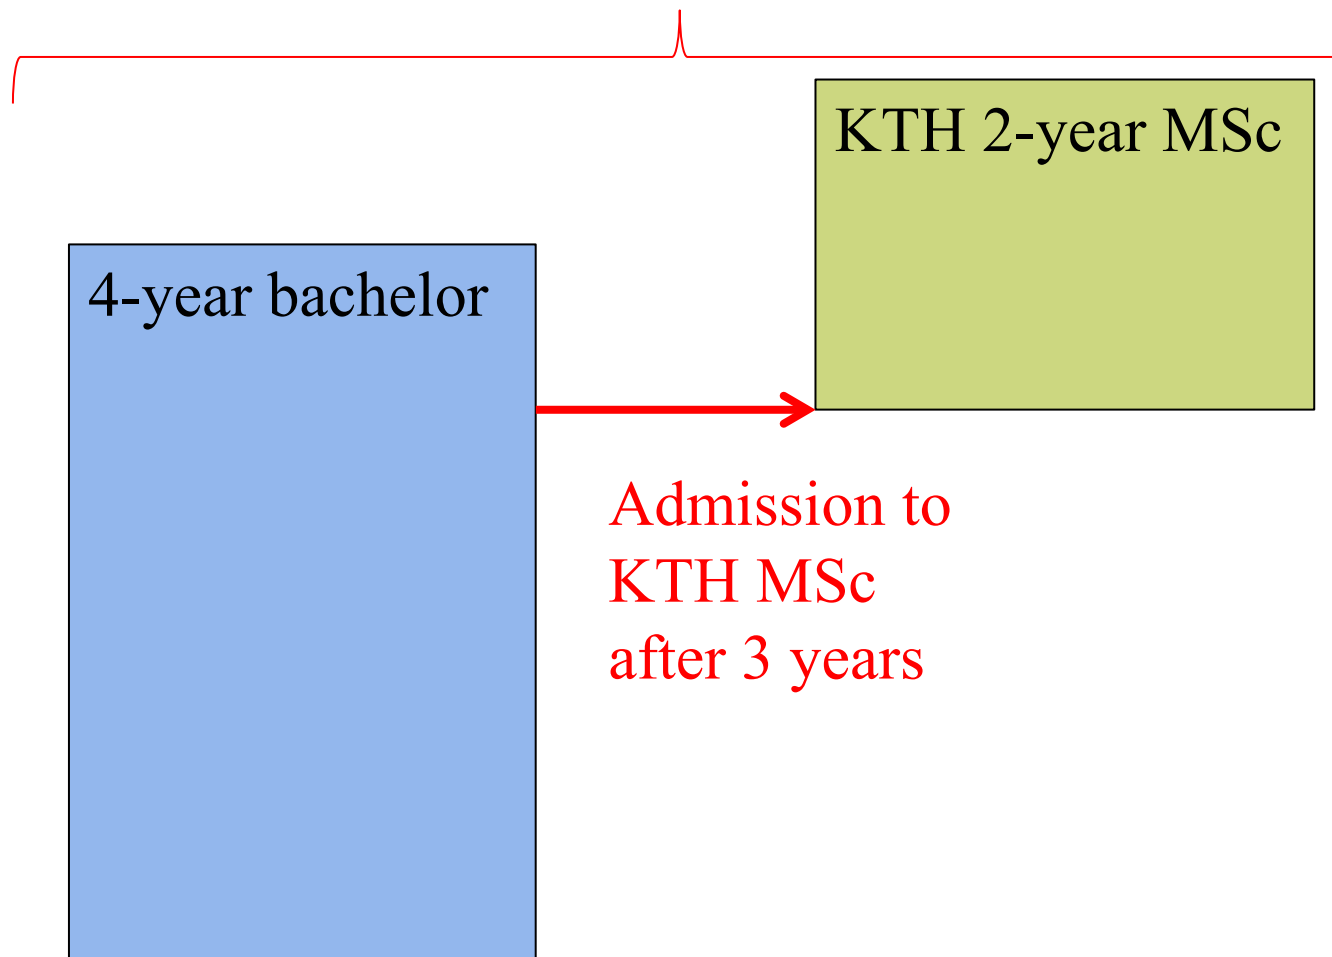 KTH 2-year MSc
4-year bachelor
Admission to
KTH MSc
after 3 years